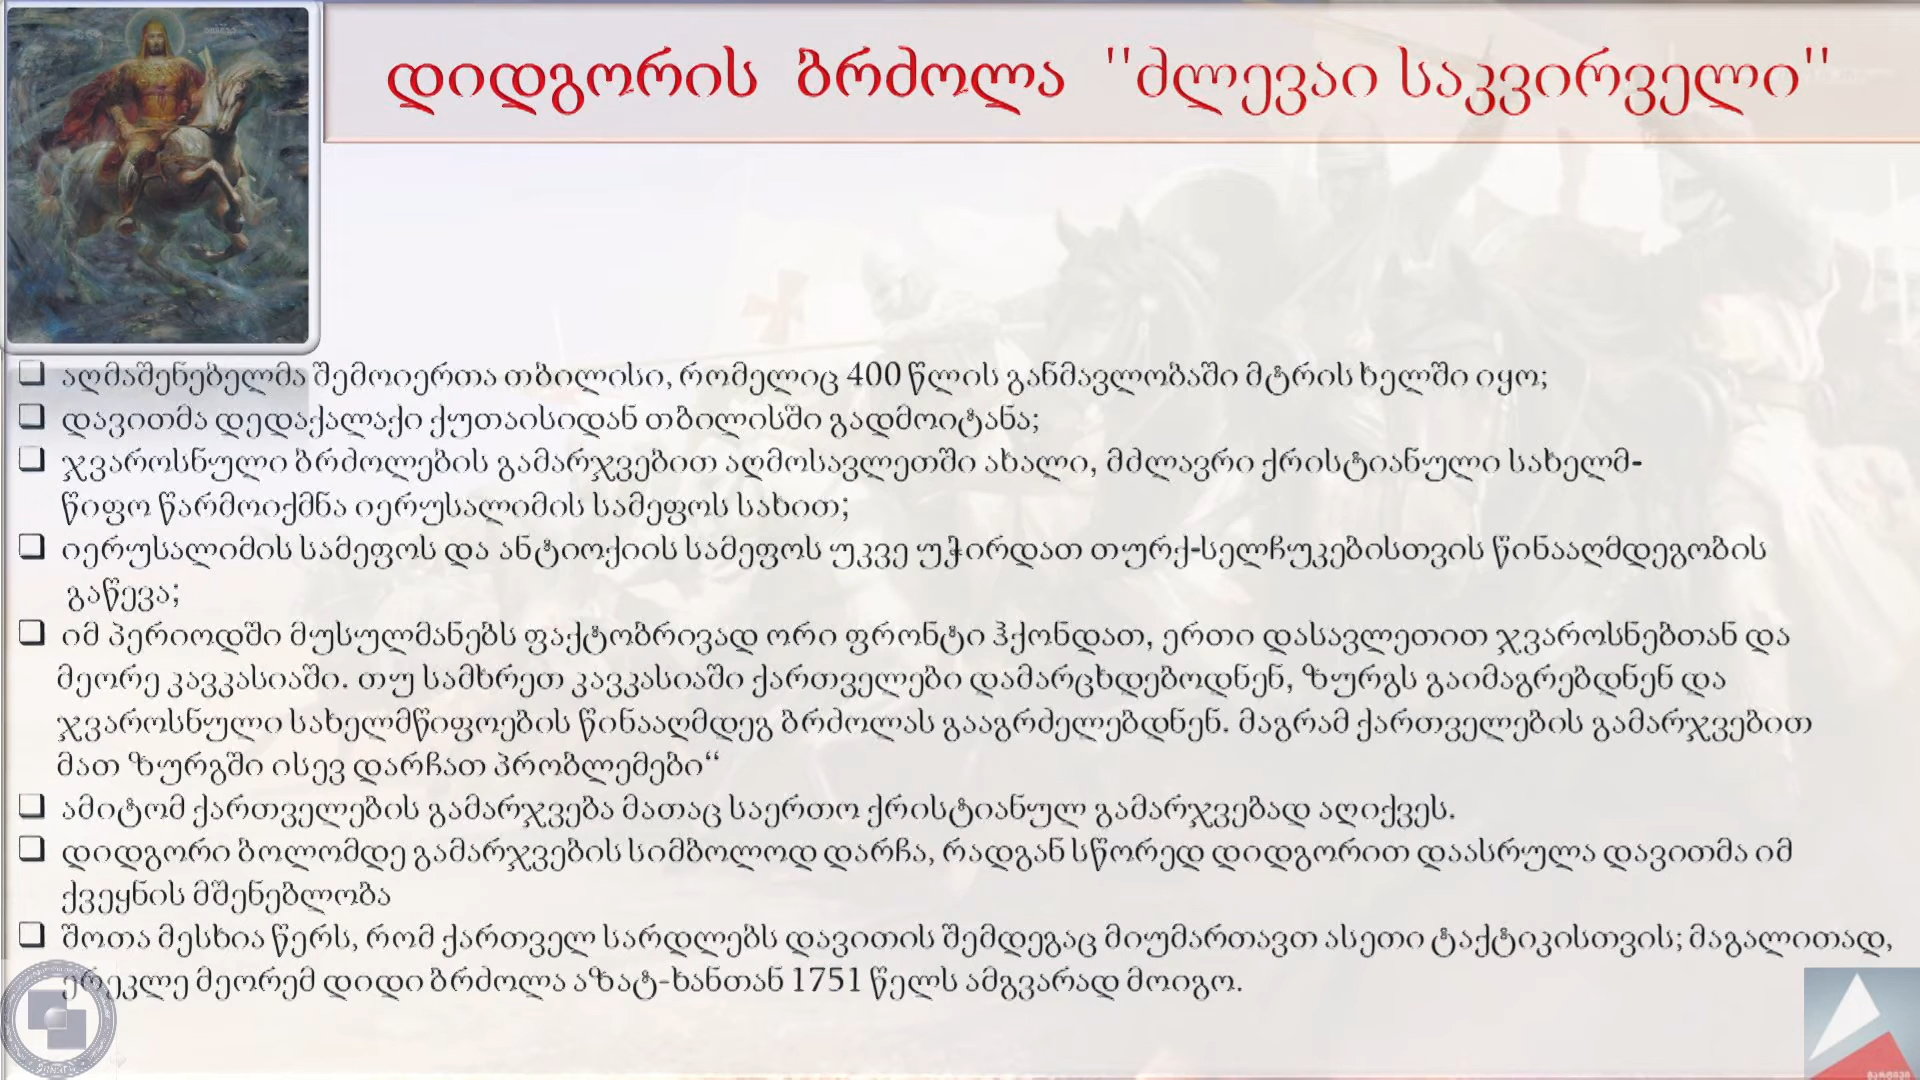 დიდგორის ბრძოლა "ძლევაი საკვირველი"
❑ აღმაშენებელმა შემოიერთა თბილისი, რომელიც 400 წლის განმავლობაში მტრის ხელში იყო;
❑ დავითმა დედაქალაქი ქუთაისიდან თბილისში გადმოიტანა;
❑ ჯვაროსნული ბრძოლების გამარჯვებით აღმოსავლეთში ახალი, მძლავრი ქრისტიანული სახელმ-
წიფო წარმოიქმნა იერუსალიმის სამეფოს სახით;
❑ იერუსალიმის სამეფოს და ანტიოქიის სამეფოს უკვე უჭირდათ თურქ-სელჩუკებისთვის წინააღმდეგობის
გაწევა;
❑ იმ პერიოდში მუსულმანებს ფაქტობრივად ორი ფრონტი ჰქონდათ, ერთი დასავლეთით ჯვაროსნებთან და
მეორე კავკასიაში. თუ სამხრეთ კავკასიაში ქართველები დამარცხდებოდნენ, ზურგს გაიმაგრებდნენ და
ჯვაროსნული სახელმწიფოების წინააღმდეგ ბრძოლას გააგრძელებდნენ. მაგრამ ქართველების გამარჯვებით
მათ ზურგში ისევ დარჩათ პრობლემები“
❑ ამიტომ ქართველების გამარჯვება მათაც საერთო ქრისტიანულ გამარჯვებად აღიქვეს.
❑ დიდგორი ბოლომდე გამარჯვების სიმბოლოდ დარჩა, რადგან სწორედ დიდგორით დაასრულა დავითმა იმ
ქვეყნის მშენებლობა
❑ შოთა მესხია წერს, რომ ქართველ სარდლებს დავითის შემდეგაც მიუმართავთ ასეთი ტაქტიკისთვის; მაგალითად,
ერეკლე მეორემ დიდი ბრძოლა აზატ-ხანთან 1751 წელს ამგვარად მოიგო.